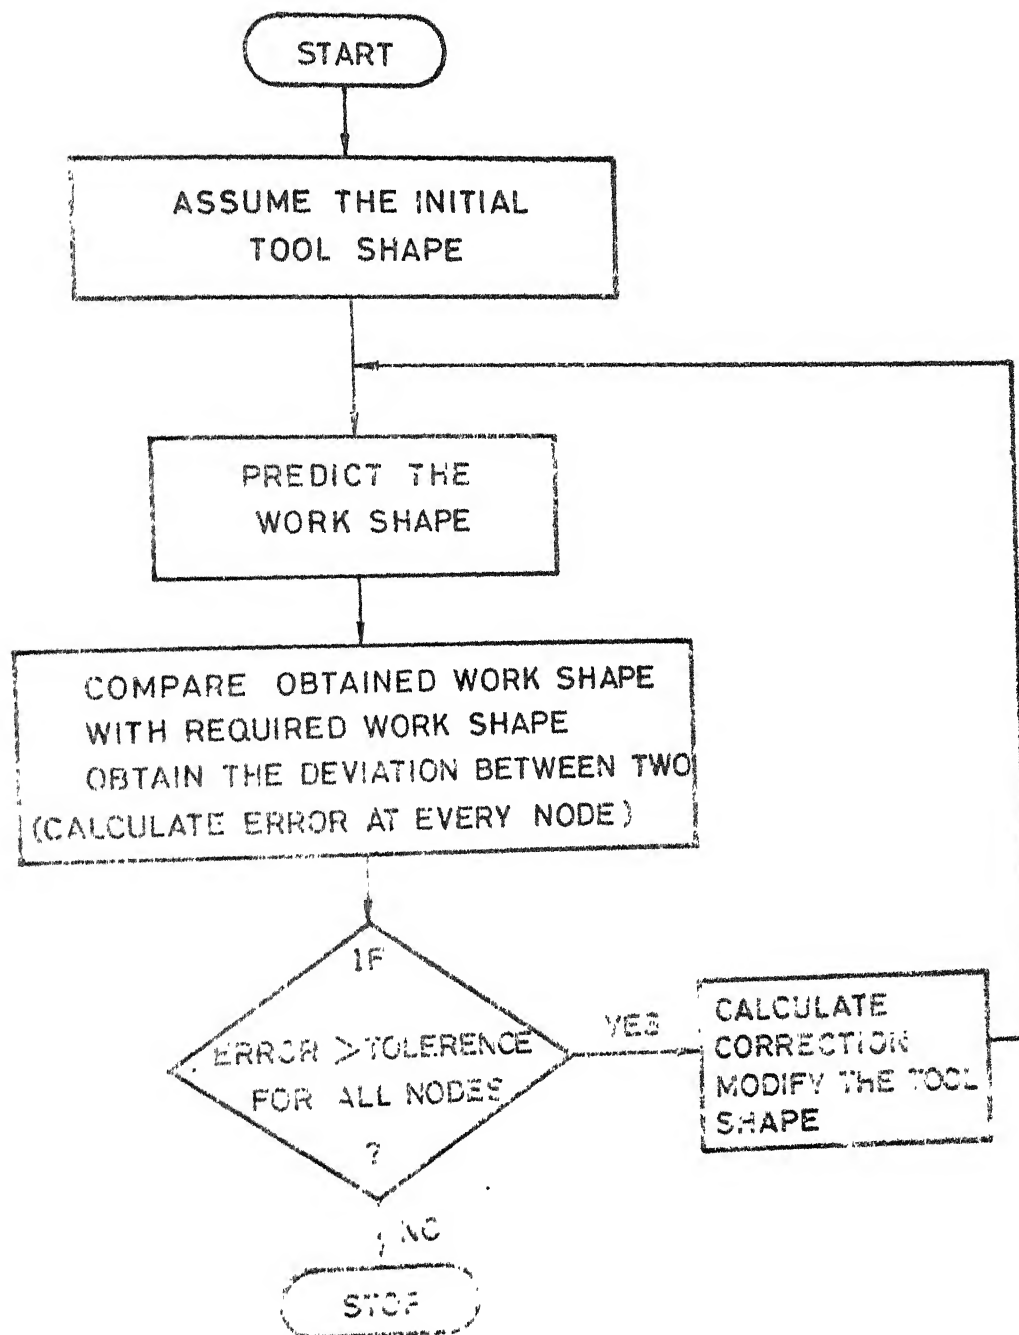 START
ASSUME THE INITIAL
TOOL SHAPE
PREDICT THE
WORK SHAPE
COMPARE OBTAINED WORK SHAPE
WITH REQUIRED WORK SHAPE
OBTAIN THE DEVIATION BETWEEN TWO
(CALCULATE ERROR AT EVERY NODE)
IF
ERROR > TOLERENCE
FOR ALL NODES
?
YES
CALCULATE
CORRECTION
MODIFY THE TOOL
SHAPE
NO
STOP